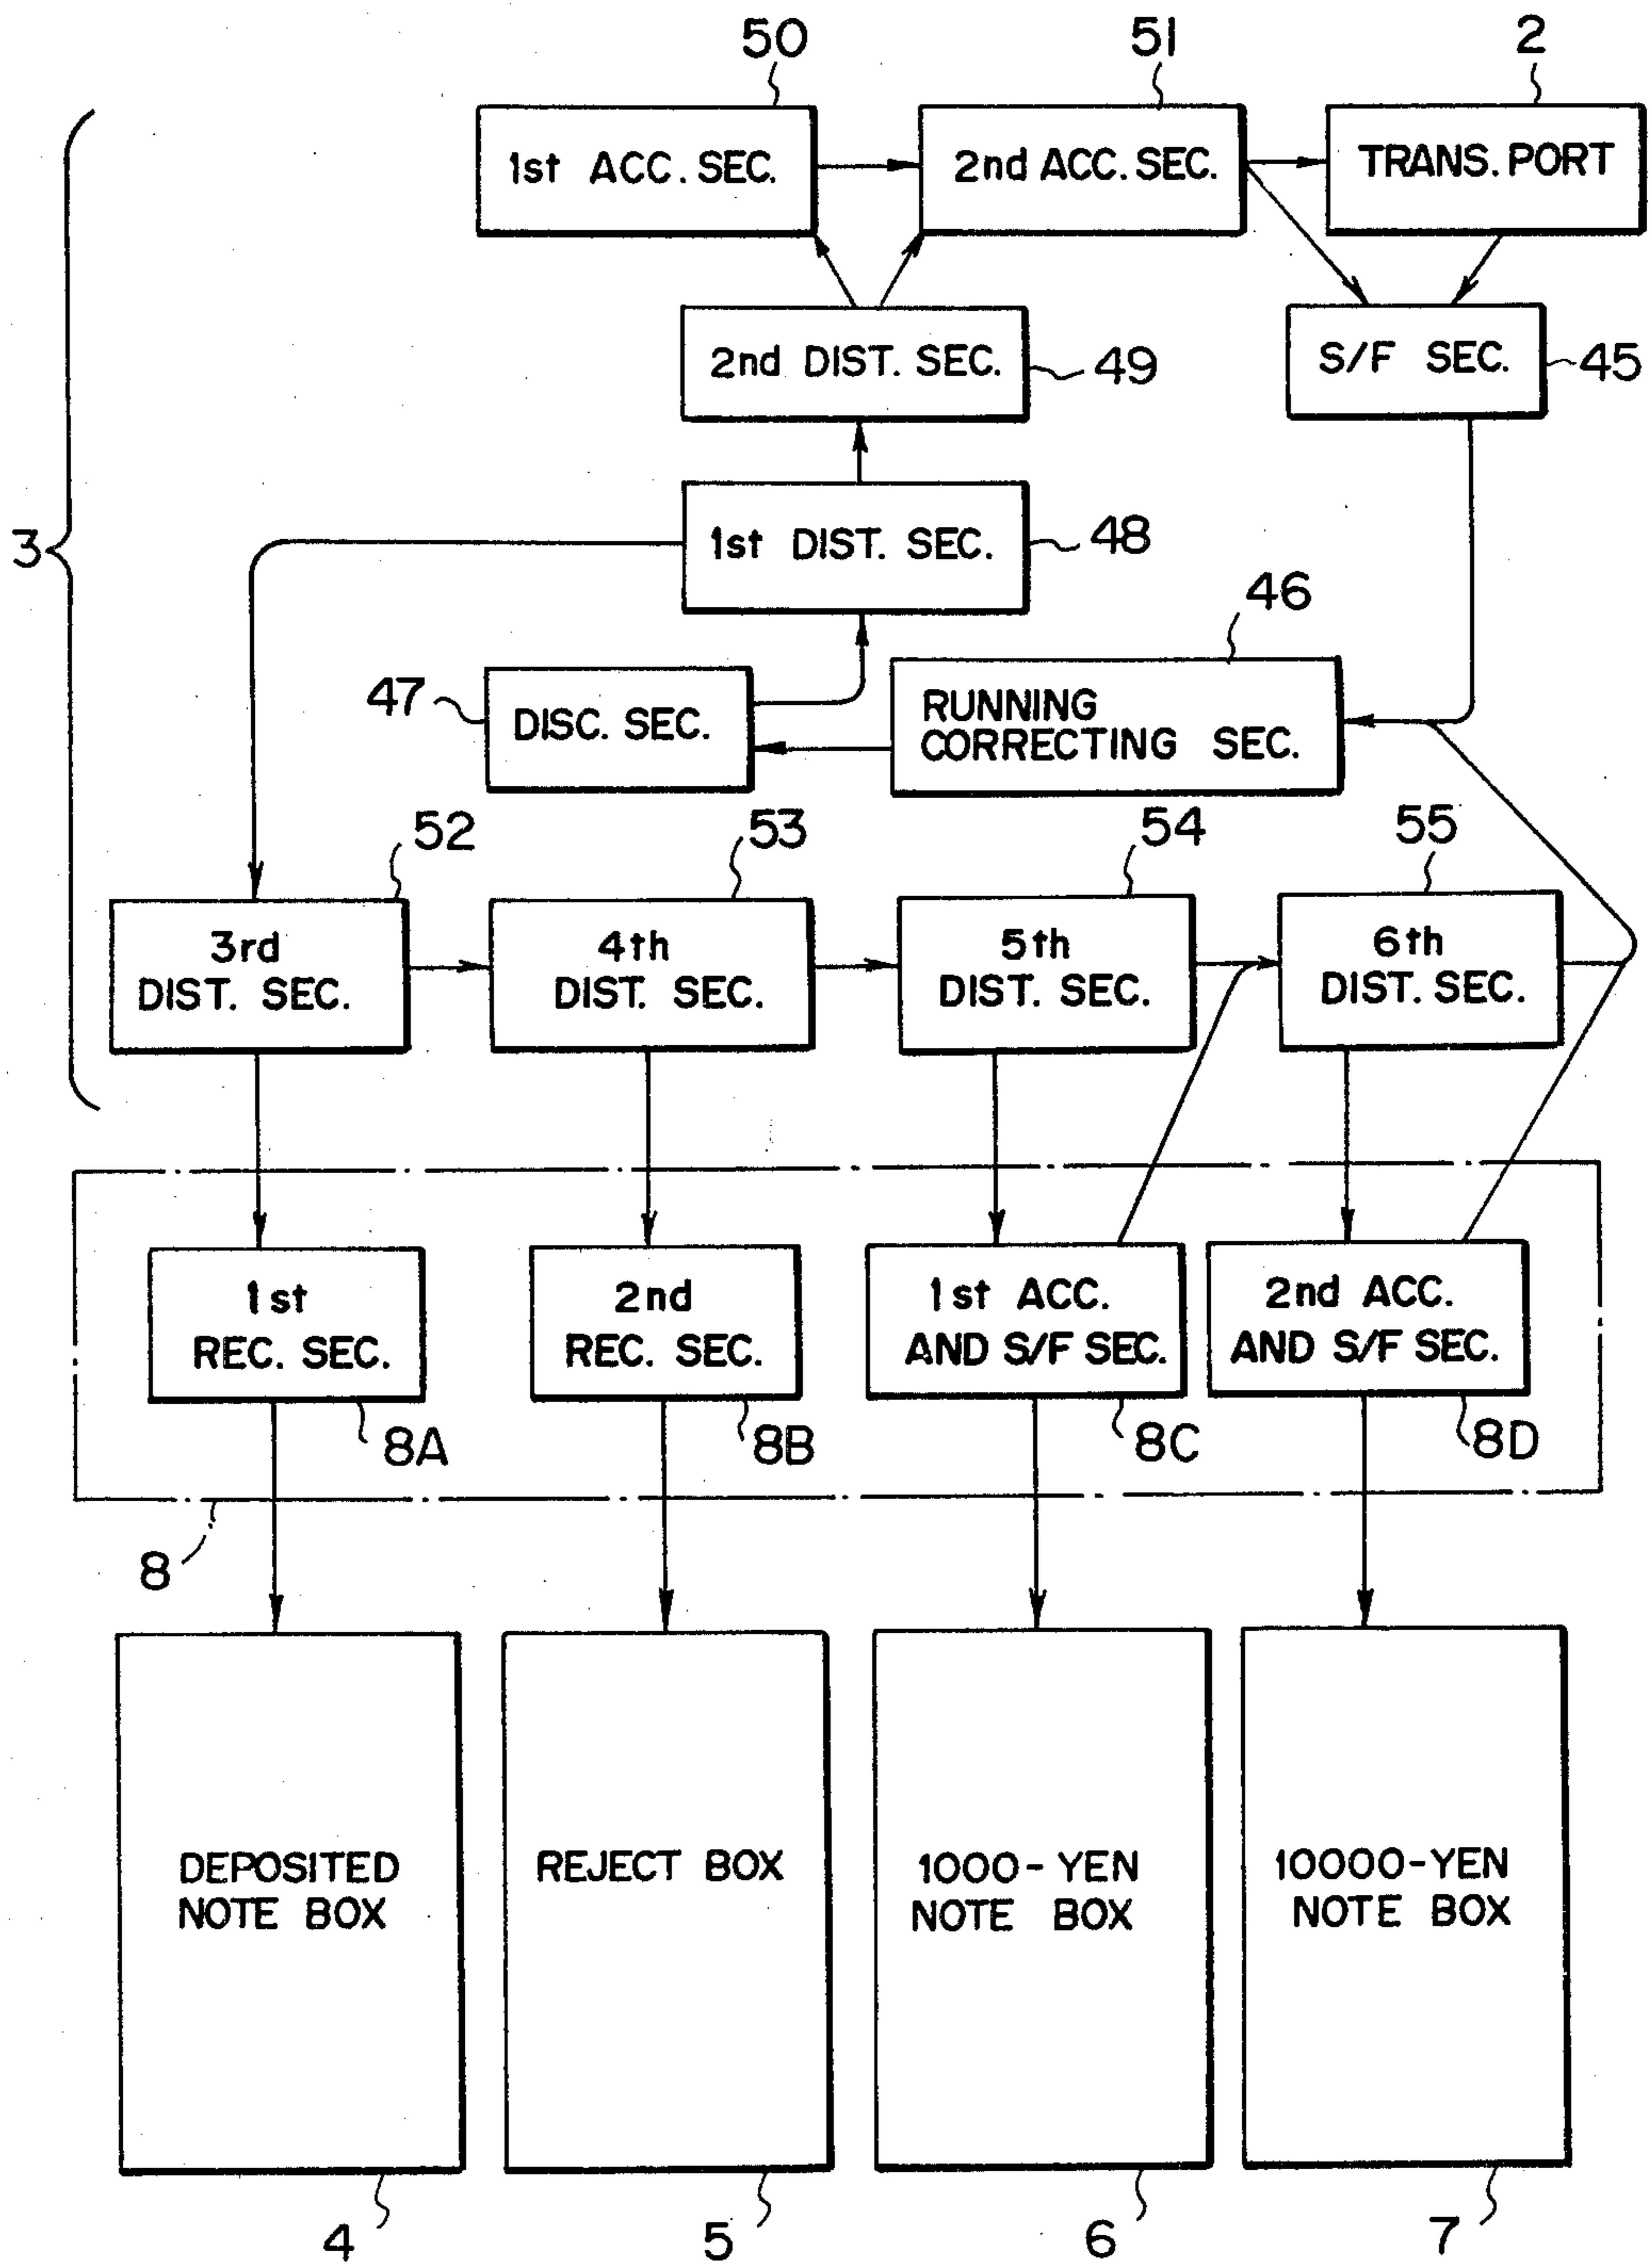 50
51
2
1st ACC. SEC.
2nd ACC. SEC.
TRANS. PORT
2nd DIST. SEC.
49
S/F SEC.
45
3
1st DIST. SEC.
48
46
47
DISC. SEC.
RUNNING
CORRECTING SEC.
52
53
54
55
3rd
DIST. SEC.
4th
DIST. SEC.
5th
DIST. SEC.
6th
DIST. SEC.
1st
REC. SEC.
2nd
REC. SEC.
1st ACC.
AND S/F SEC.
2nd ACC.
AND S/F SEC.
8A
8B
8C
8D
8
DEPOSITED
NOTE BOX
REJECT BOX
1000-YEN
NOTE BOX
10000-YEN
NOTE BOX
4
5
6
7